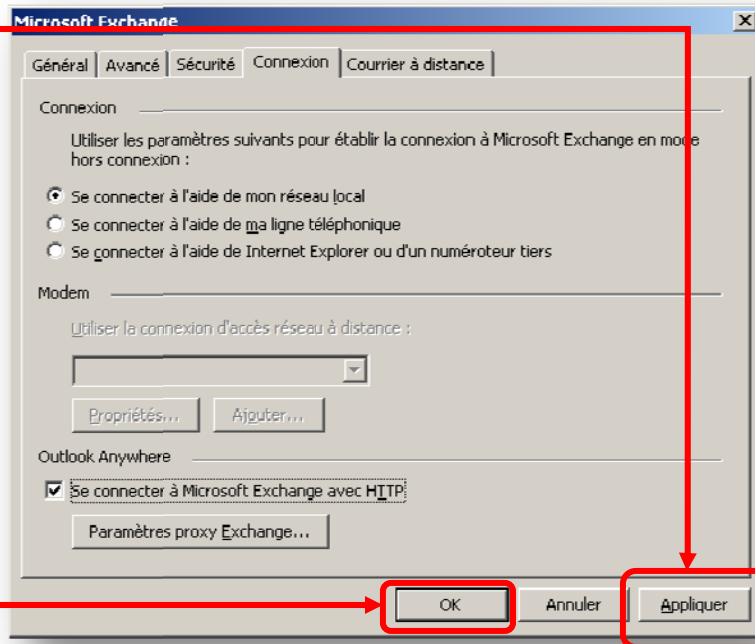 Microsoft Exchange
Général Avancé Sécurité Connexion Courrier à distance
Connexion
Utiliser les paramètres suivants pour établir la connexion à Microsoft Exchange en mode
hors connexion :
Se connecter à l'aide de mon réseau local
Se connecter à l'aide de ma ligne téléphonique
Se connecter à l'aide de Internet Explorer ou d'un numéroteur tiers
Modem
Utiliser la connexion d'accès réseau à distance :
Propriétés... Ajouter...
Outlook Anywhere
Se connecter à Microsoft Exchange avec HTTP
Paramètres proxy Exchange...
OK Annuler Appliquer